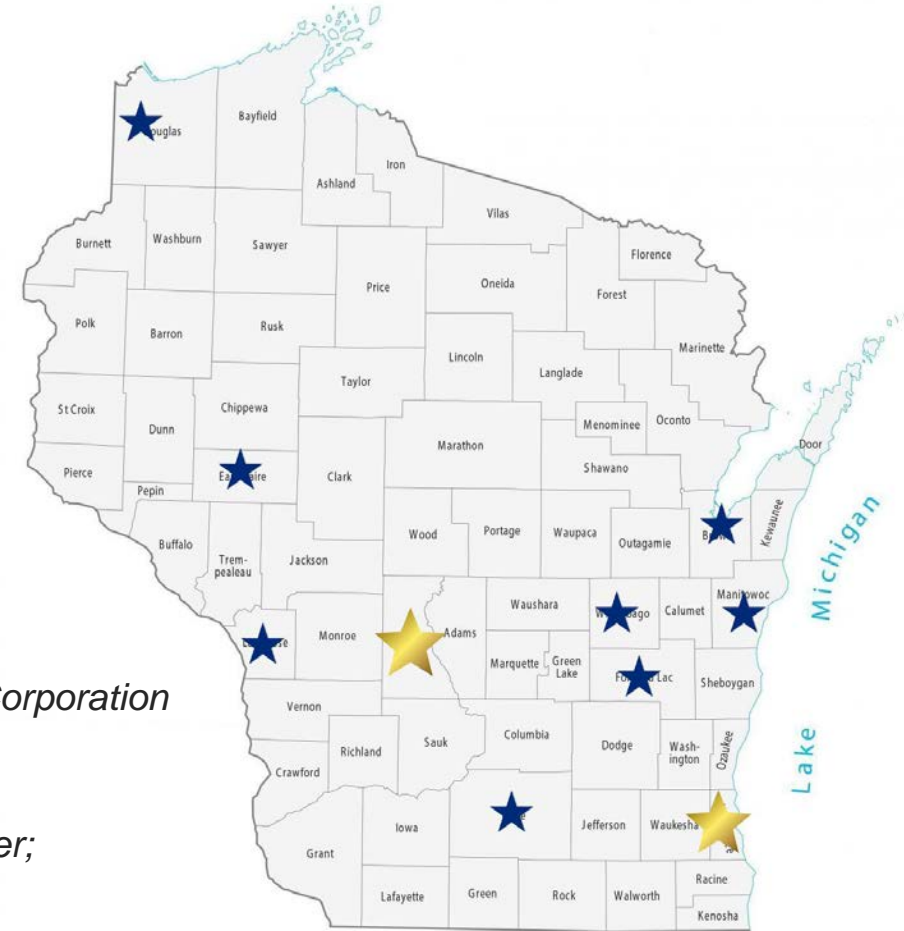 Bayfield
Iron
Ashland
Vilas
Burnett
Washburn
Sawyer
Florence
Price
Oneida
Forest
Polk
Barron
Rusk
Marinette
Lincoln
Langlade
Taylor
St Croix
Chippewa
Menominee
Oconto
Dunn
Door
Marathon
Pierce
Clark
Shawano
Pepin
Buffalo
Wood
Portage
Waupaca
Outagamie
Kewaunee
Trem-
pealeau
Jackson
Manitowoc
Waushara
Calumet
Monroe
Adams
Marquette
Green
Lake
Sheboygan
Corporation
Vernon
Columbia
Dodge
Wash-
ington
Ozaukee
Richland
Sauk
Crawford
Lake Michigan
Iowa
Jefferson
Waukesha
er;
Grant
Racine
Lafayette
Green
Rock
Walworth
Kenosha